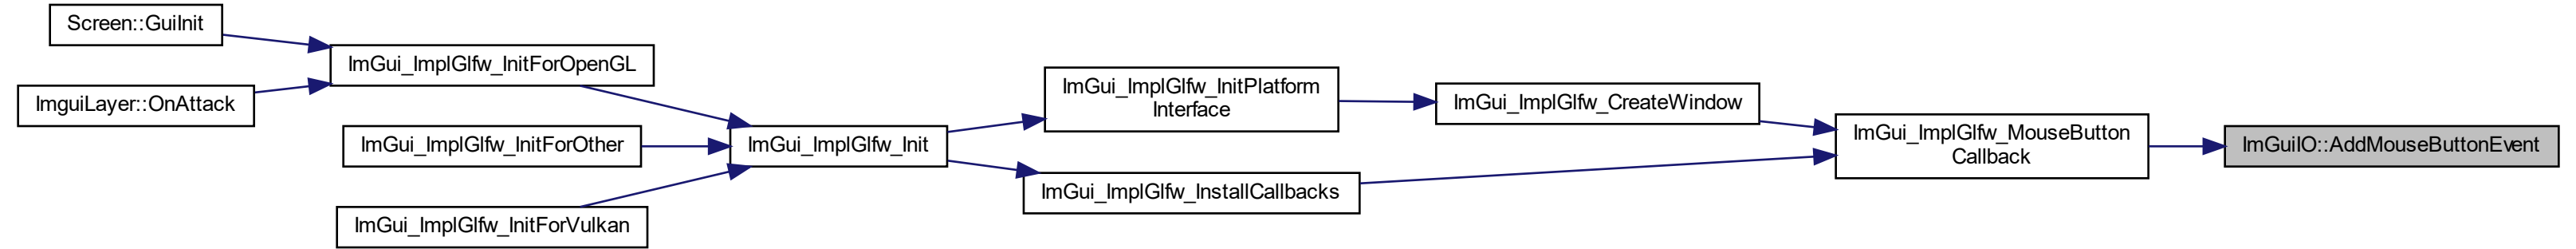 Screen::GuiInit
ImguiLayer::OnAttack
ImGui_ImplGlfw_InitForOpenGL
ImGui_ImplGlfw_InitForOther
ImGui_ImplGlfw_InitForVulkan
ImGui_ImplGlfw_Init
ImGui_ImplGlfw_InitPlatform
Interface
ImGui_ImplGlfw_InstallCallbacks
ImGui_ImplGlfw_CreateWindow
ImGui_ImplGlfw_MouseButton
Callback
ImGuiIO::AddMouseButtonEvent